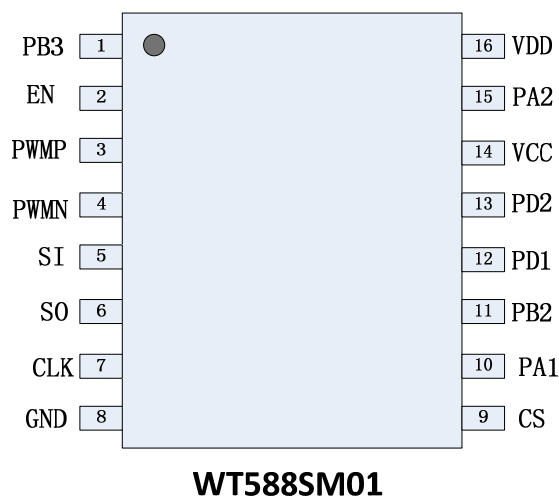 PB3 1 16 VDD
EN 2 15 PA2
PWMP 3 14 VCC
PWMN 4 13 PD2
SI 5 12 PD1
SO 6 11 PB2
CLK 7 10 PA1
GND 8 9 CS
WT588SM01